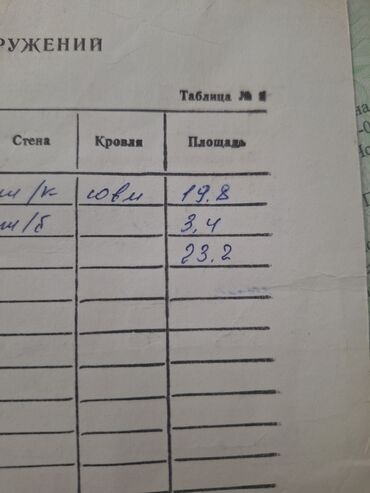 РУЖЕНИЙ
Таблица №
Стена Кровля Площадь
ш/к 19.8
ш/б 3,4
23.2